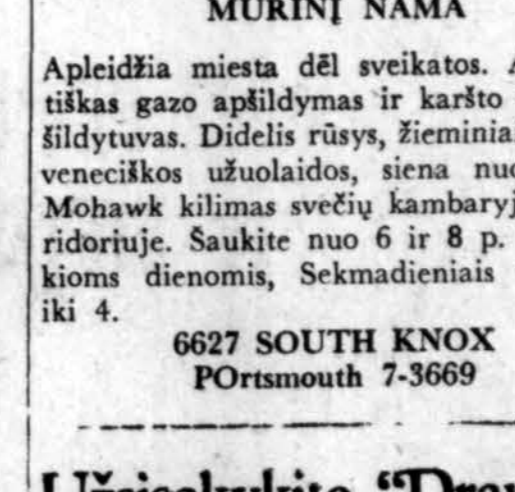 MŪRINĮ NAMĄ
Apleidžia miestą dėl sveikatos.
tiškas gazo apšildymas ir karšto
šildytuvas. Didelis rūsys, žieminia
veneciškos užuolaidos, siena nuo
Mohawk kilimas svečių kambaryj
ridoriuje. Šaukite nuo 6 ir 8 p.
kioms dienomis, Sekmadieniais
iki 4.
6627 SOUTH KNOX
POrtsmouth 7-3669